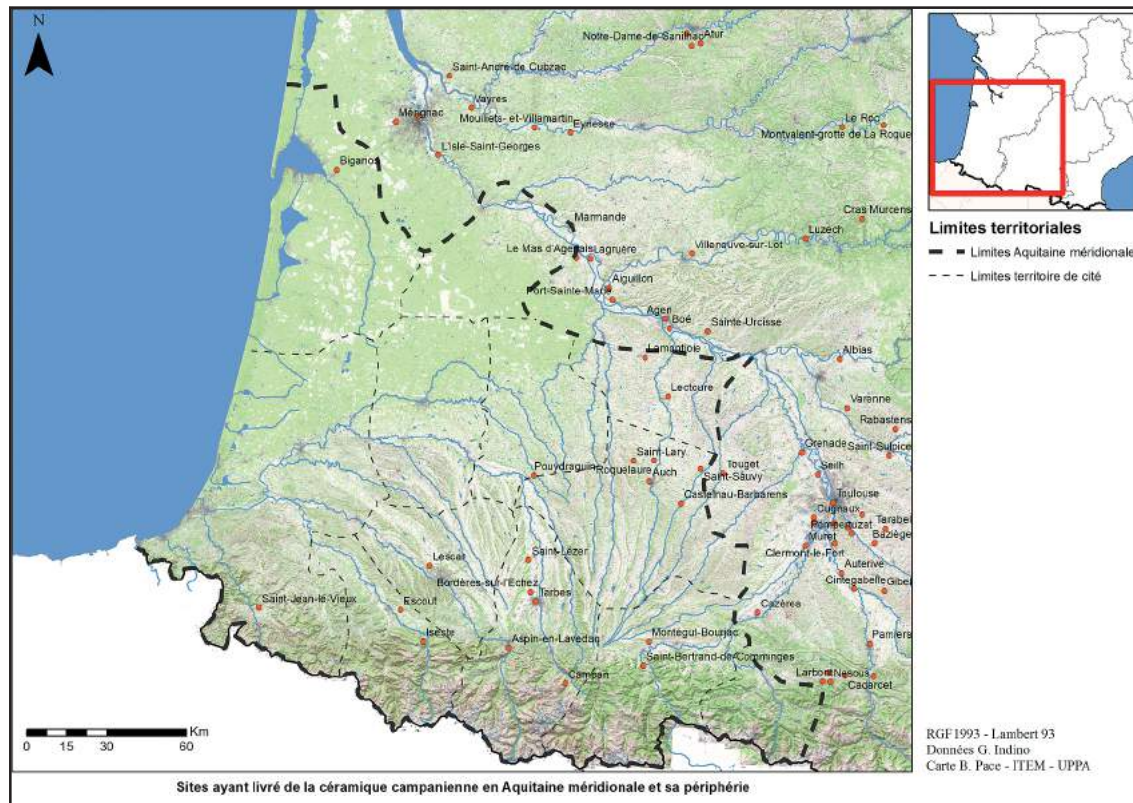 N
Notre-Dame-de-Sanilhac
Atur
Saint-André-de Cubzac
Vayres
Mérignac
Mouliets- et-Villamartin
Eynesse
Le Roc
Montvalent-grotte de La Roque
L'Isle-Saint-Georges
Biganos
Marmande
Cras Murcens
Luzech
Le Mas d'Agenais
Lagruère
Villeneuve-sur-Lot
Aiguillon
Port-Sainte-Marie
Agen
Boé
Sainte-Urcisse
Lamontjoie
Albias
Lectoure
Varenne
Rabastens
Grenade
Saint-Sulpice
Saint-Lary
Pouydraguin
Roquelaure
Auch
Touget
Saint-Sauvy
Seilh
Castelnau-Barbarens
Toulouse
Cugnaux
Pompertuzat
Tarabel
Muret
Baziège
Clermont-le-Fort
Lescar
Saint-Lézer
Auterive
Bordères-sur-l'Echez
Cintegabelle
Gibel
Tarbes
Saint-Jean-le-Vieux
Escout
Cazères
Iseste
Aspin-en-Lavedan
Montégut-Bourjac
Pamiers
Saint-Bertrand-de-Comminges
Campan
Larbont
Nesous
Cadarcet
Km
0 15 30 60
Sites ayant livré de la céramique campanienne en Aquitaine méridionale et sa périphérie
Limites territoriales
Limites Aquitaine méridionale
Limites territoire de cité
RGF1993 - Lambert 93
Données G. Indino
Carte B. Pace - ITEM - UPPA